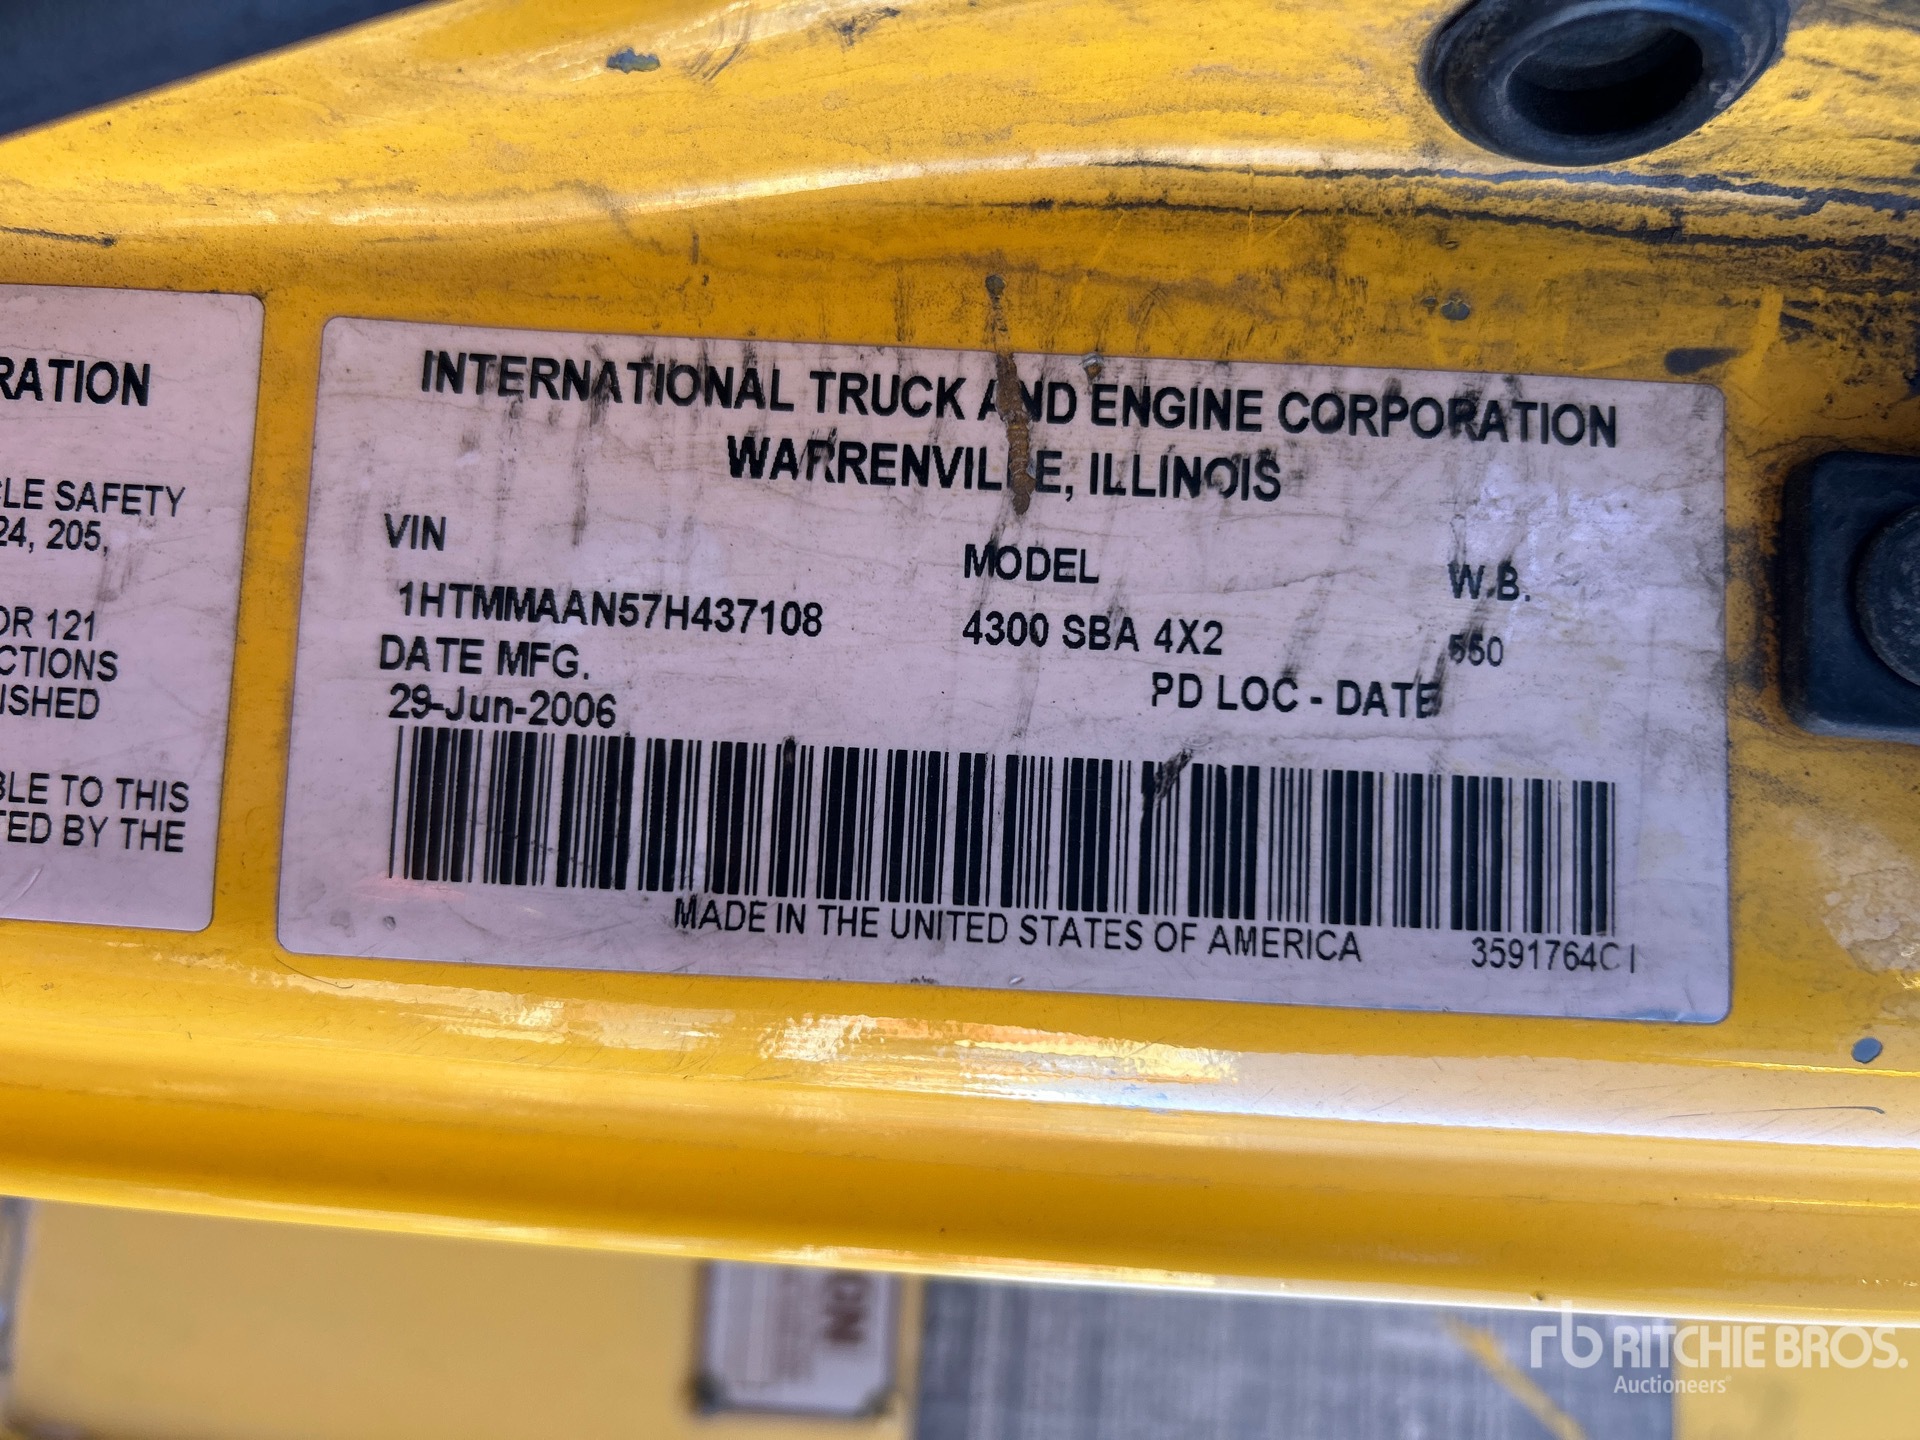 RATION
CLE SAFETY
24, 205,
OR 121
CTIONS
ISHED
BLE TO THIS
TED BY THE
INTERNATIONAL TRUCK AND ENGINE CORPORATION
WARRENVILLE, ILLINOIS
VIN
MODEL
W.B.
1HTMMAAN57H437108
4300 SBA 4X2
550
DATE MFG.
PD LOC - DATE
29-Jun-2006
MADE IN THE UNITED STATES OF AMERICA
3591764C1
rb RITCHIE BROS.
Auctioneers